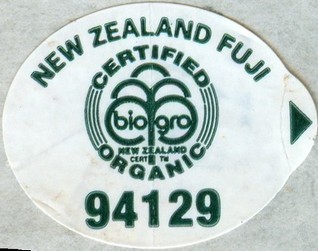 NEW ZEALAND FUJI
CERTIFIED
bio gro
NEW ZEALAND
CERT TM
ORGANIC
94129